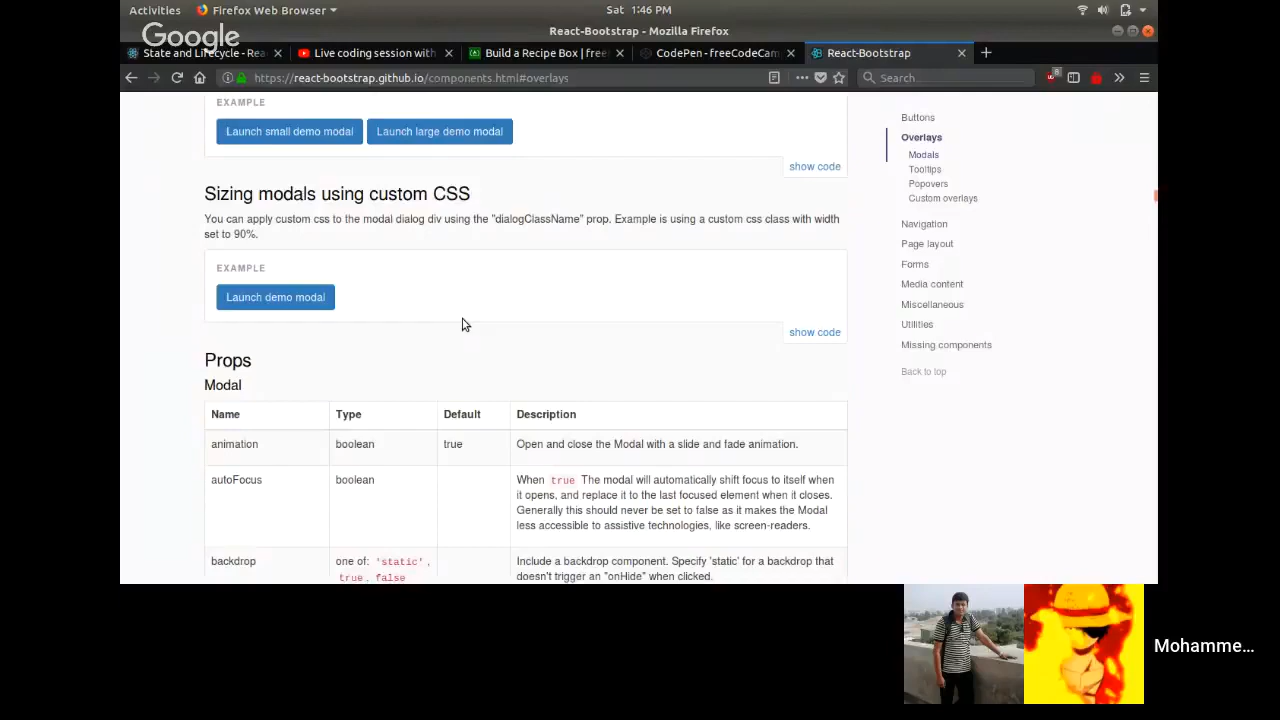 Activities
Firefox Web Browser
Sat 1:46 PM
Google
React-Bootstrap - Mozilla Firefox
State and Lifecycle - Rea
Live coding session with
Build a Recipe Box | free
CodePen - freeCodeCam
React-Bootstrap
https://react-bootstrap.github.io/components.html#overlays
Search...
8
EXAMPLE
Launch small demo modal
Launch large demo modal
show code
Sizing modals using custom CSS
You can apply custom css to the modal dialog div using the "dialogClassName" prop. Example is using a custom css class with width
set to 90%.
EXAMPLE
Launch demo modal
show code
Props
Modal
Name Type Default Description
animation boolean true Open and close the Modal with a slide and fade animation.
autoFocus boolean When true The modal will automatically shift focus to itself when
it opens, and replace it to the last focused element when it closes.
Generally this should never be set to false as it makes the Modal
less accessible to assistive technologies, like screen-readers.
backdrop one of: 'static', Include a backdrop component. Specify 'static' for a backdrop that
true, false doesn't trigger an "onHide" when clicked.
Buttons
Overlays
Modals
Tooltips
Popovers
Custom overlays
Navigation
Page layout
Forms
Media content
Miscellaneous
Utilities
Missing components
Back to top
Mohamme...